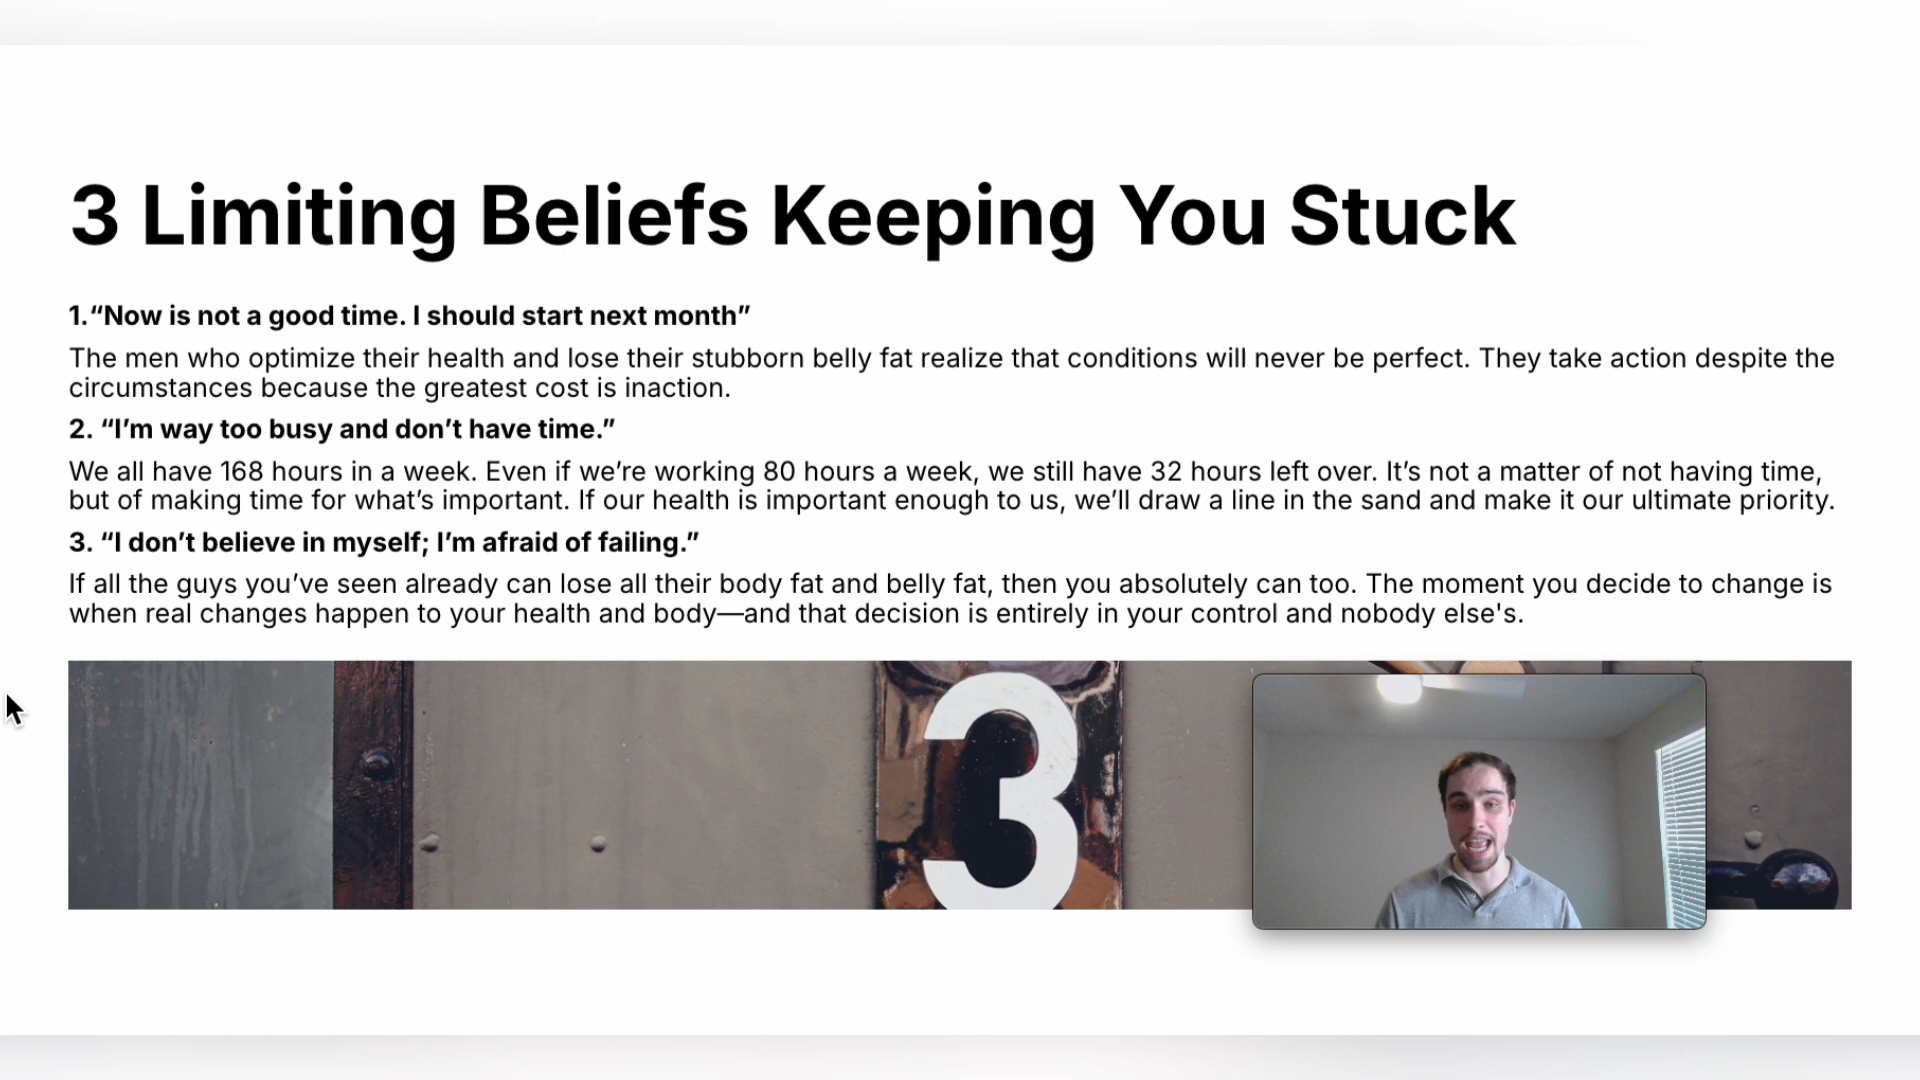 3 Limiting Beliefs Keeping You Stuck
1.“Now is not a good time. I should start next month”
The men who optimize their health and lose their stubborn belly fat realize that conditions will never be perfect. They take action despite the
circumstances because the greatest cost is inaction.
2. “I’m way too busy and don’t have time.”
We all have 168 hours in a week. Even if we’re working 80 hours a week, we still have 32 hours left over. It’s not a matter of not having time,
but of making time for what’s important. If our health is important enough to us, we’ll draw a line in the sand and make it our ultimate priority.
3. “I don’t believe in myself; I’m afraid of failing.”
If all the guys you’ve seen already can lose all their body fat and belly fat, then you absolutely can too. The moment you decide to change is
when real changes happen to your health and body—and that decision is entirely in your control and nobody else's.
3